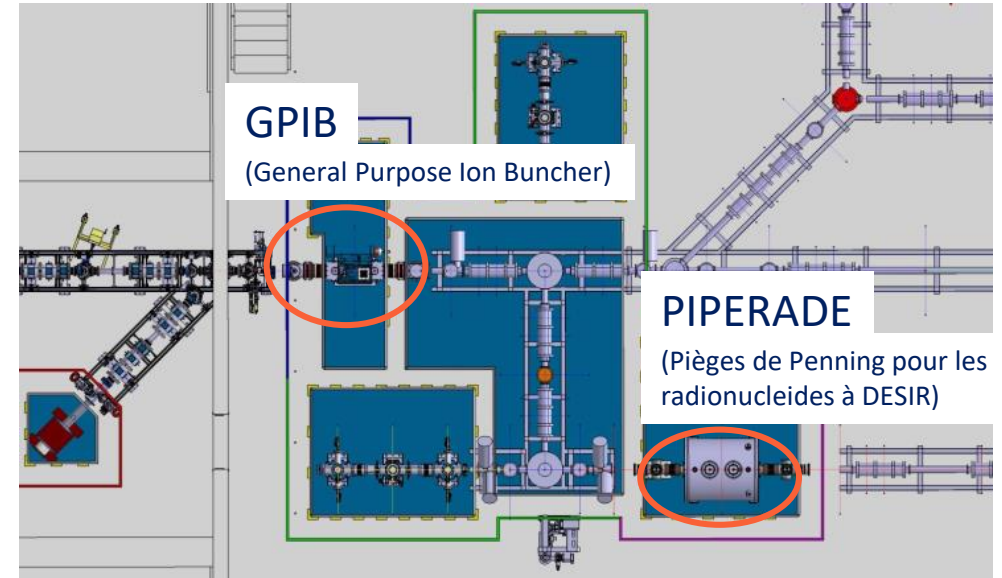 GPIB
(General Purpose Ion Buncher)
PIPERADE
(Pièges de Penning pour les
radionucleides à DESIR)